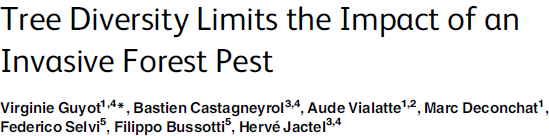 Tree Diversity Limits the Impact of an
Invasive Forest Pest
Virginie Guyot1,4*, Bastien Castagneyrol3,4, Aude Vialatte1,2, Marc Deconchat1,
Federico Selvi5, Filippo Bussotti5, Hervé Jactel3,4